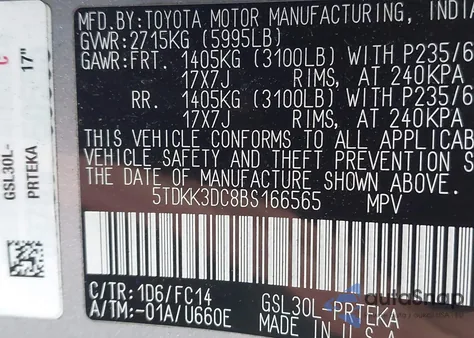 MFD.BY:TOYOTA MOTOR MANUFACTURING, INDI
GVWR:2715KG (5995LB)
GAWR:FRT. 1405KG (3100LB) WITH P235/6
17X7J RIMS, AT 240KPA
RR. 1405KG (3100LB) WITH P235/6
17X7J RIMS, AT 240KPA
THIS VEHICLE CONFORMS TO ALL APPLICAB
VEHICLE SAFETY AND THEFT PREVENTION S
THE DATE OF MANUFACTURE SHOWN ABOVE.
5TDKK3DC8BS166565 MPV
C/TR:1D6/FC14 GSL30L-PRTEKA
A/TM:-01A/U660E MADE IN U.S.A
C
17"
GSL30L-
PRTEKA
autoSnap